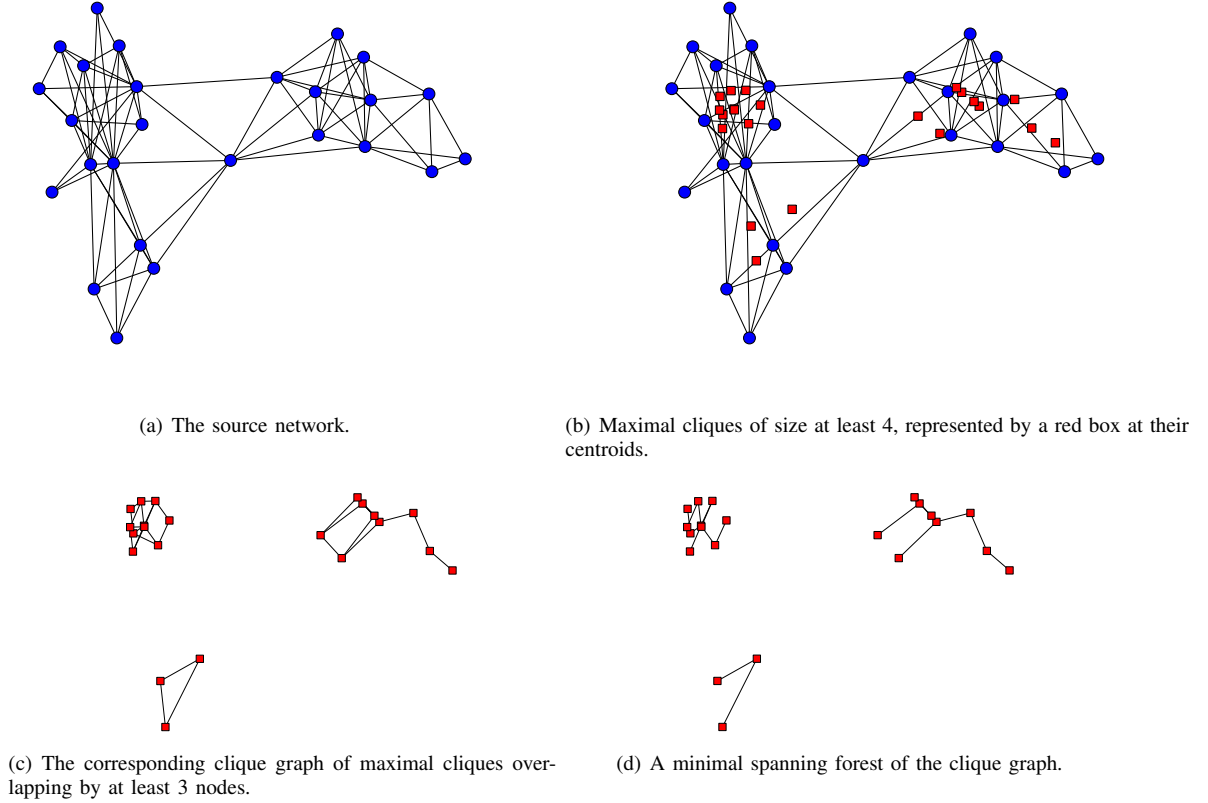 (a) The source network.
(b) Maximal cliques of size at least 4, represented by a red box at their
centroids.
(c) The corresponding clique graph of maximal cliques over-
lapping by at least 3 nodes.
(d) A minimal spanning forest of the clique graph.